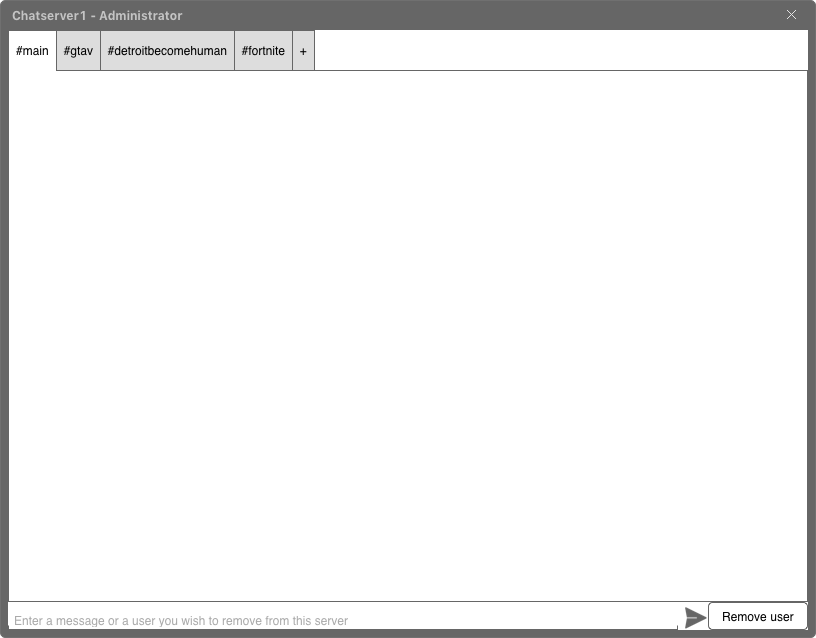 Chatserver1 - Administrator
#main #gtav #detroitbecomehuman #fortnite +
Enter a message or a user you wish to remove from this server
Remove user